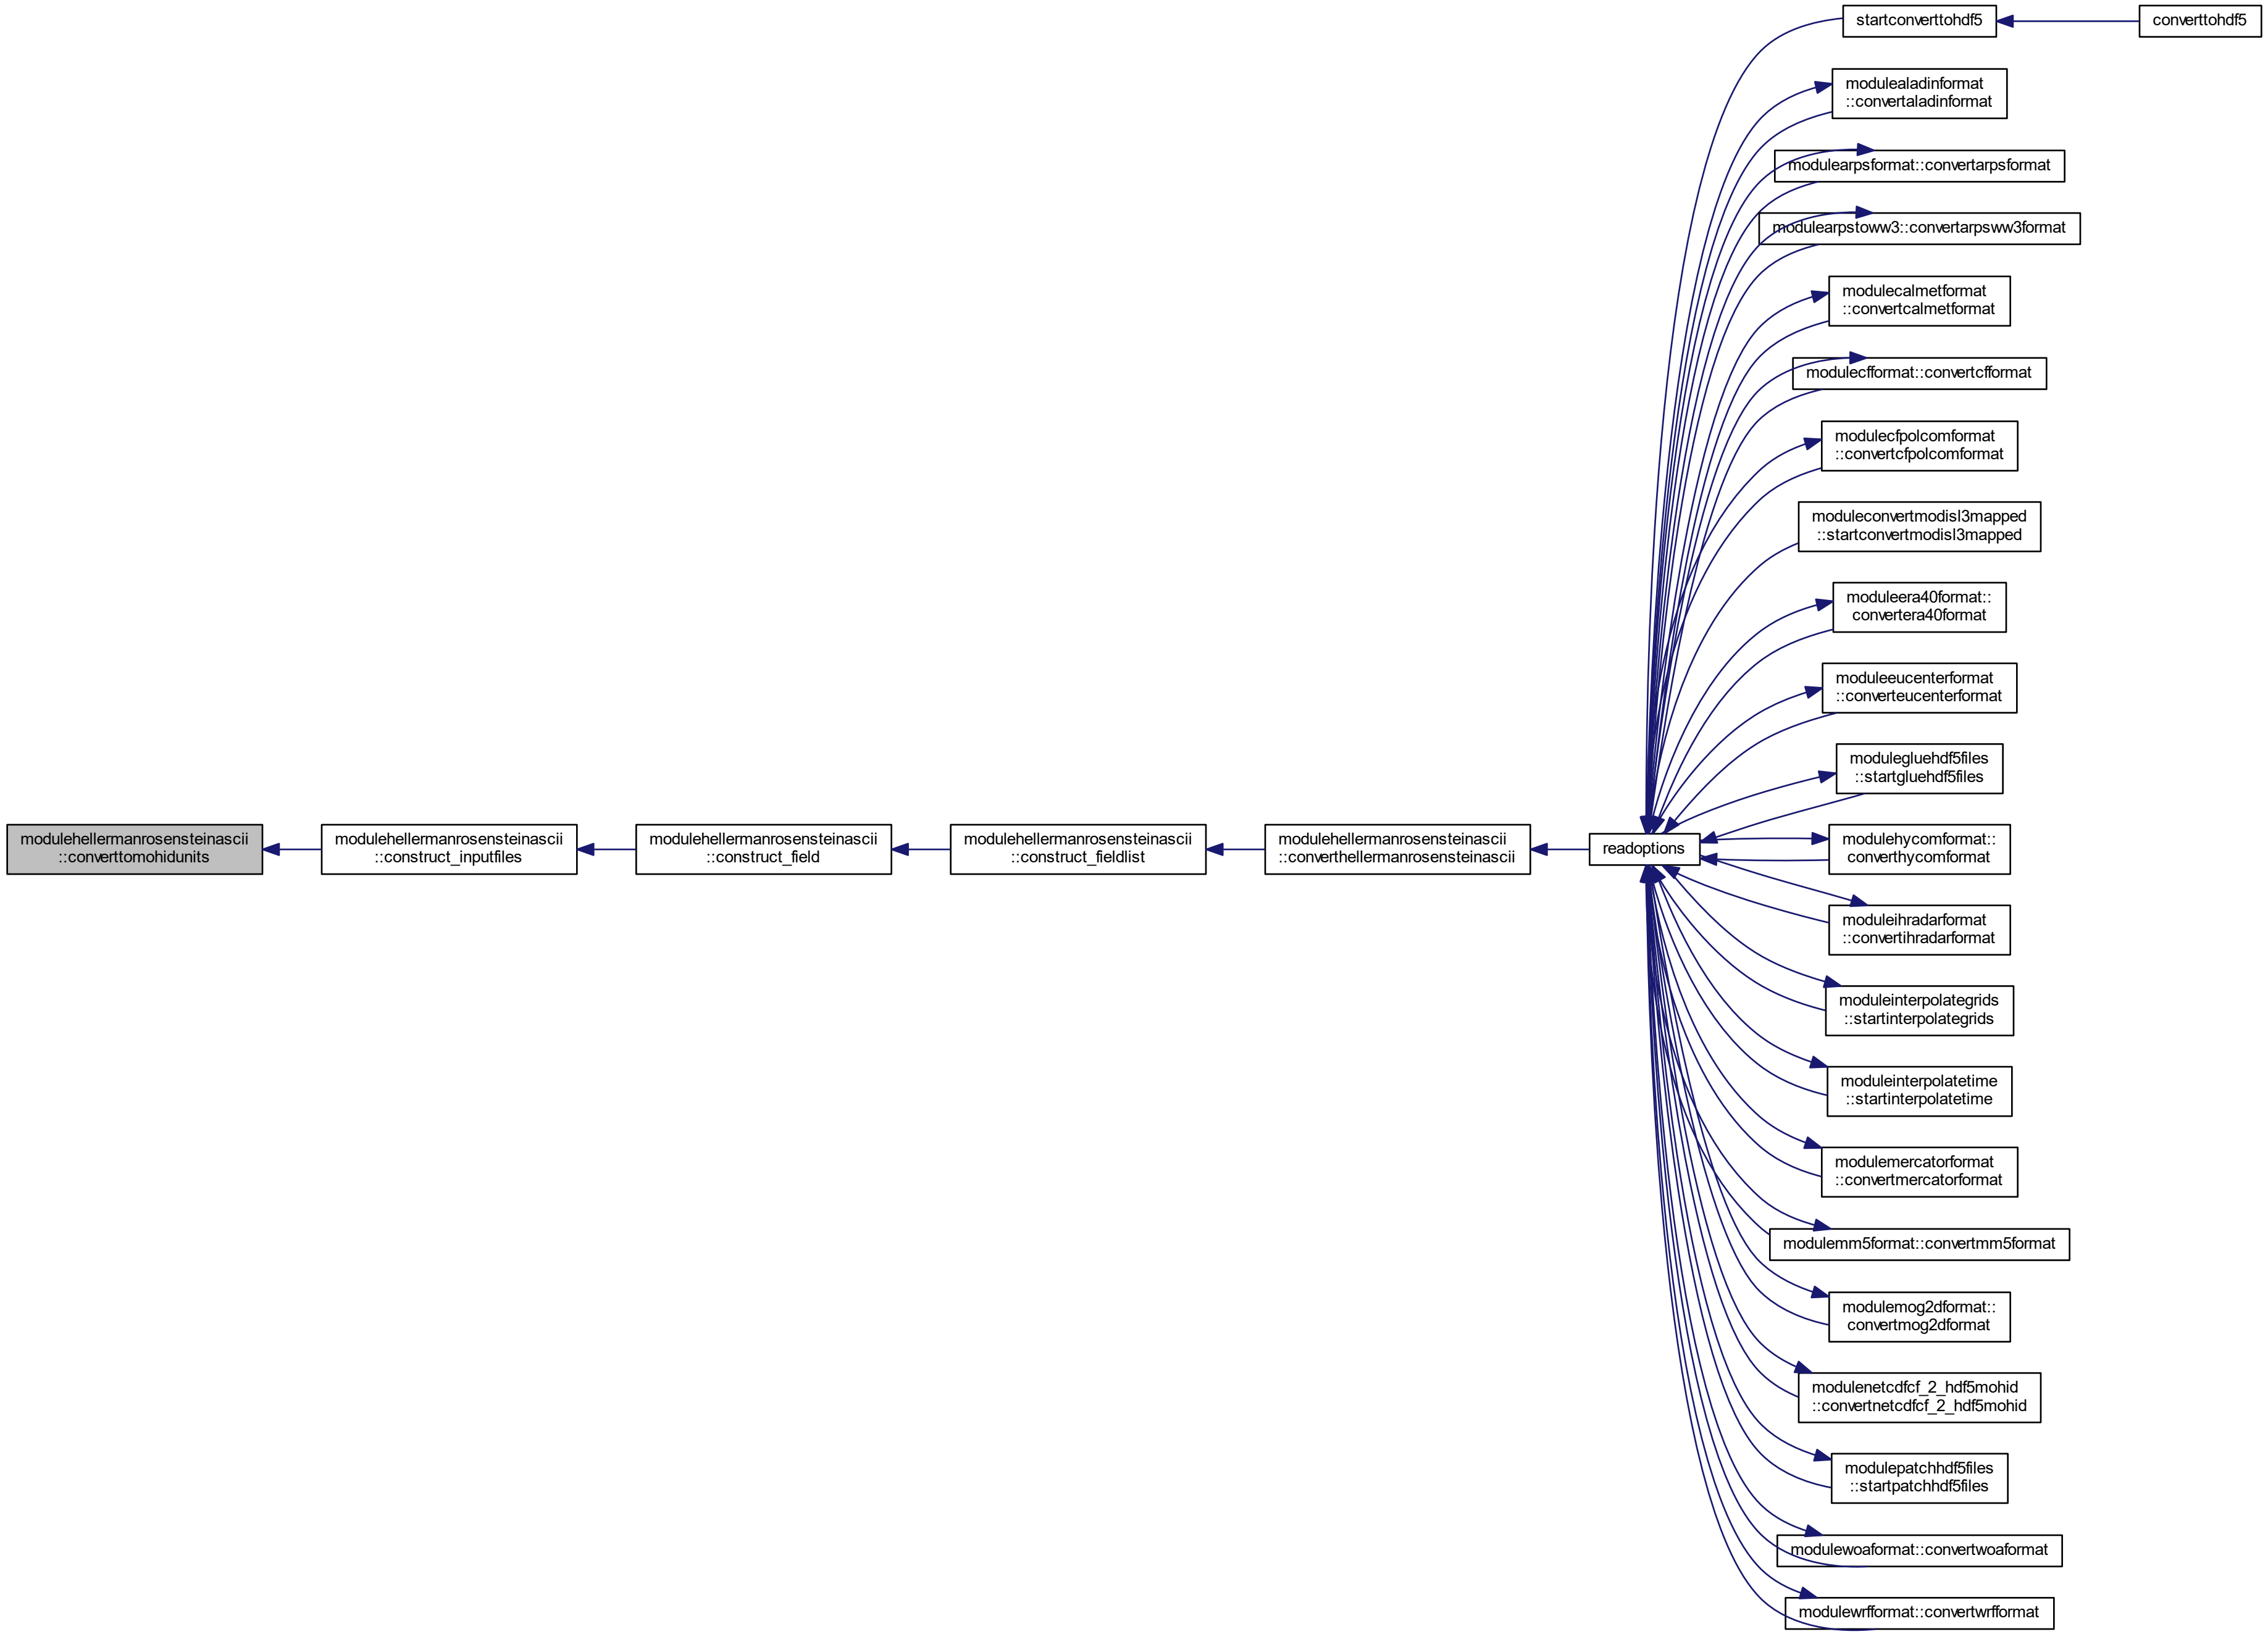 startconverttohdf5
converttohdf5
modulealadinformat
::convertaladinformat
modulearpsformat::convertarpsformat
modulearpstoww3::convertarpsww3format
modulecalmetformat
::convertcalmetformat
modulecfformat::convertcfformat
modulecfpolcomformat
::convertcfpolcomformat
moduleconvertmodisl3mapped
::startconvertmodisl3mapped
moduleera40format::
convertera40format
moduleeucenterformat
::converteucenterformat
modulegluehdf5files
::startgluehdf5files
modulehellermanrosensteinascii
::converttomohidunits
modulehellermanrosensteinascii
::construct_inputfiles
modulehellermanrosensteinascii
::construct_field
modulehellermanrosensteinascii
::construct_fieldlist
modulehellermanrosensteinascii
::converthellermanrosensteinascii
readoptions
modulehycomformat::
converthycomformat
moduleihradarformat
::convertihradarformat
moduleinterpolategrids
::startinterpolategrids
moduleinterpolatetime
::startinterpolatetime
modulemercatorformat
::convertmercatorformat
modulemm5format::convertmm5format
modulemog2dformat::
convertmog2dformat
modulenetcdfcf_2_hdf5mohid
::convertnetcdfcf_2_hdf5mohid
modulepatchhdf5files
::startpatchhdf5files
modulewoaformat::convertwoaformat
modulewrfformat::convertwrfformat